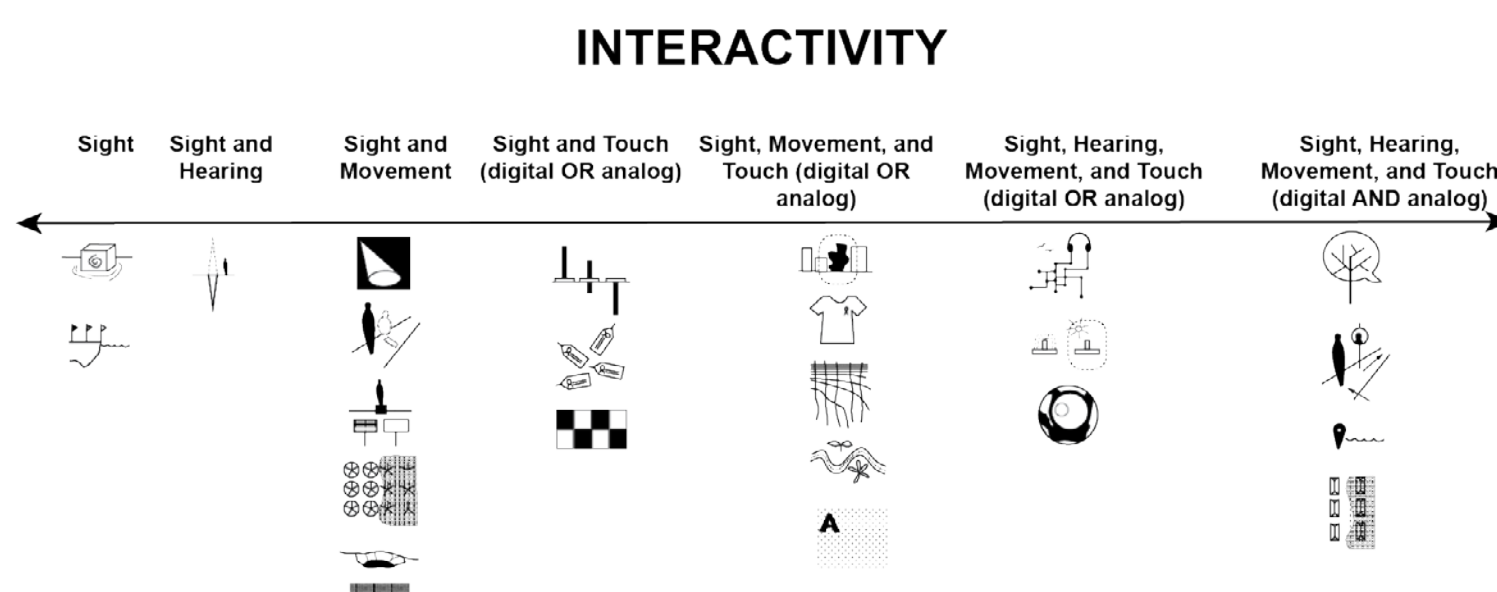 INTERACTIVITY
Sight
Sight and
Hearing
Sight and
Movement
Sight and Touch
(digital OR analog)
Sight, Movement, and
Touch (digital OR
analog)
Sight, Hearing,
Movement, and Touch
(digital OR analog)
Sight, Hearing,
Movement, and Touch
(digital AND analog)
A